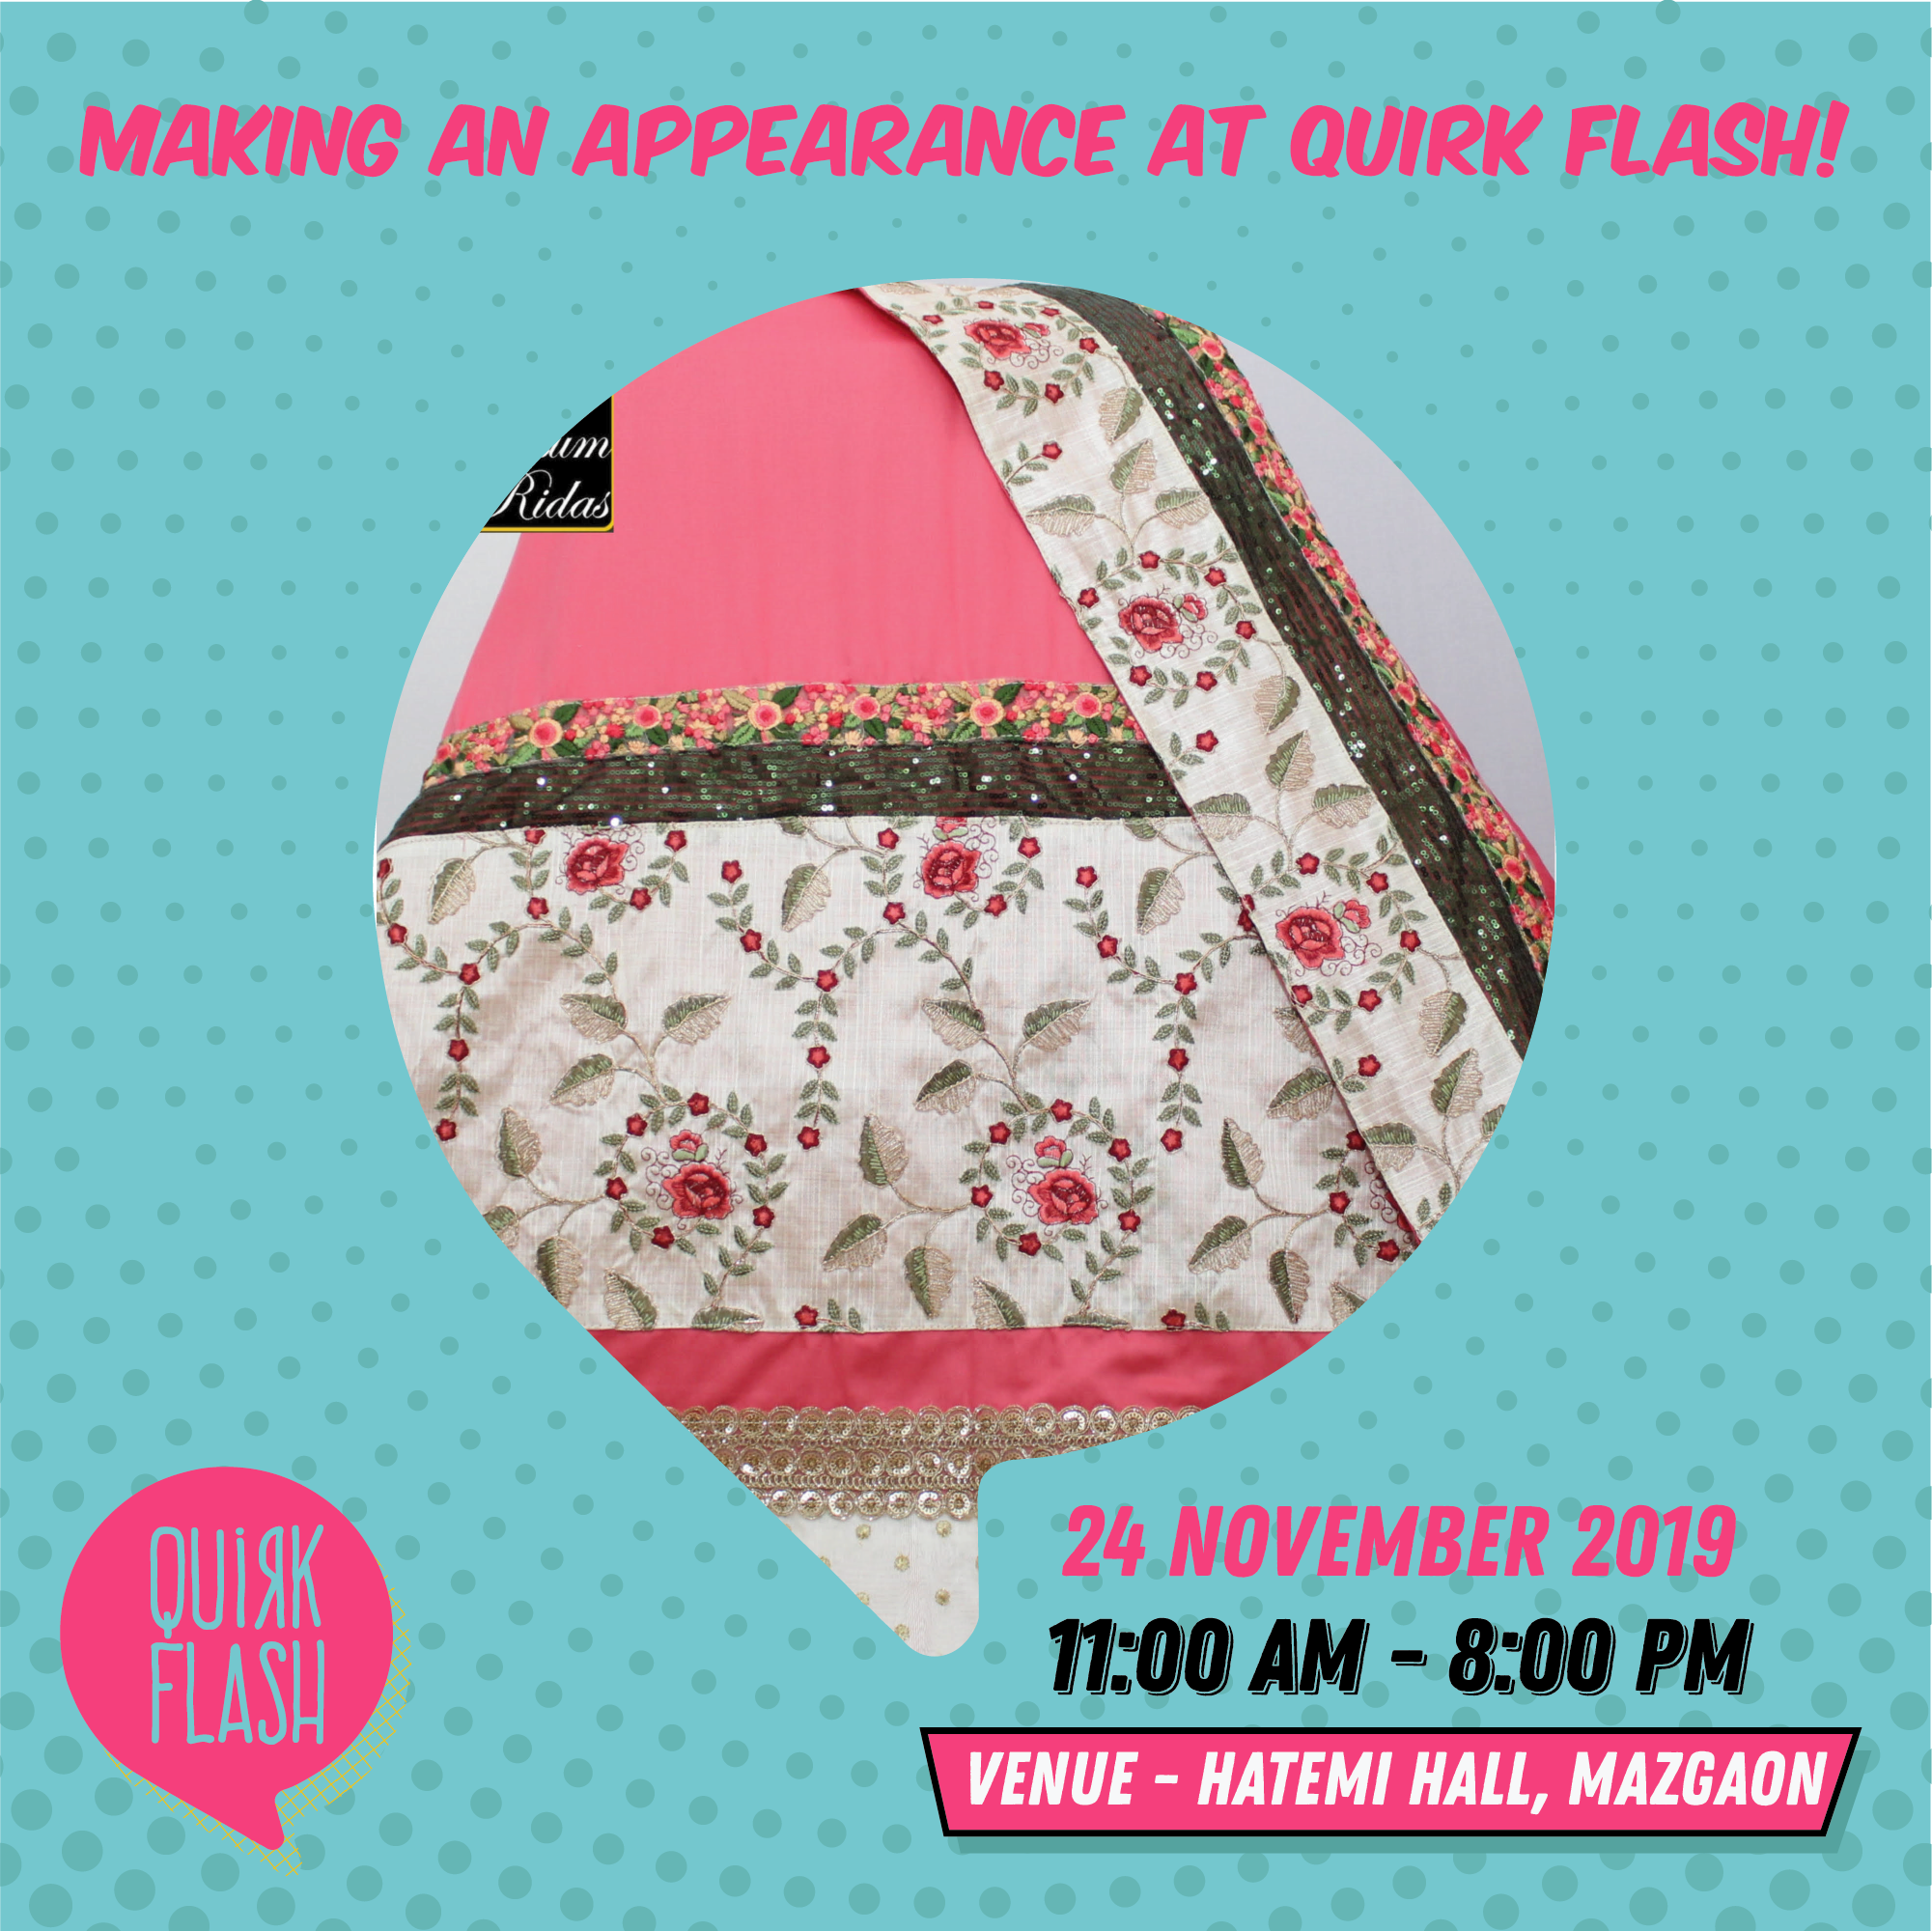 MAKING AN APPEARANCE AT QUIRK FLASH!
Ridas
24 NOVEMBER 2019
11:00 AM - 8:00 PM
VENUE - HATEMI HALL, MAZGAON
QUIRK
FLASH